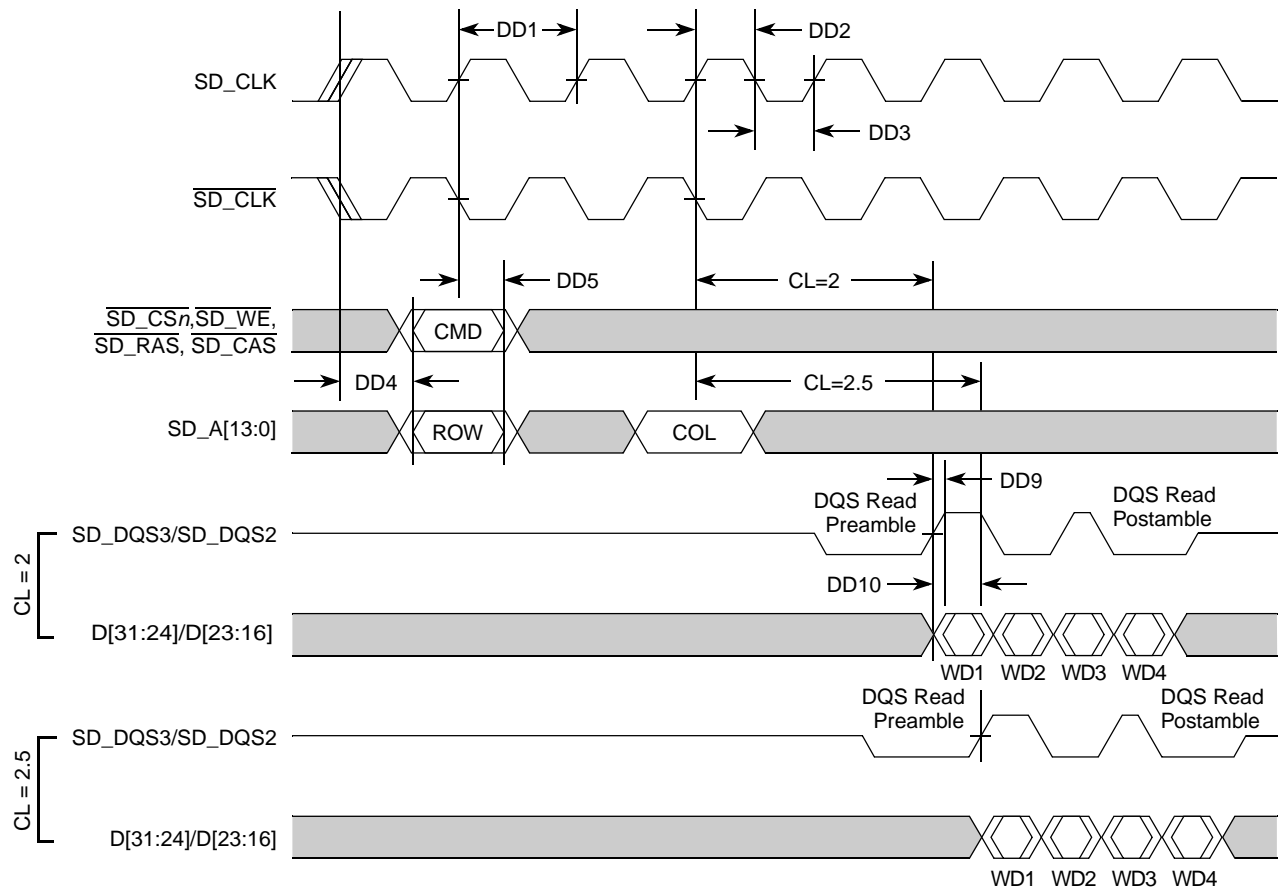 DD1
DD2
SD_CLK
DD3
SD_CLK
DD5
CL=2
SD_CSn,SD_WE,
SD_RAS, SD_CAS
CMD
DD4
CL=2.5
SD_A[13:0]
ROW
COL
DD9
DQS Read
Preamble
DQS Read
Postamble
SD_DQS3/SD_DQS2
CL = 2
DD10
D[31:24]/D[23:16]
WD1 WD2 WD3 WD4
DQS Read
Preamble
DQS Read
Postamble
SD_DQS3/SD_DQS2
CL = 2.5
D[31:24]/D[23:16]
WD1 WD2 WD3 WD4